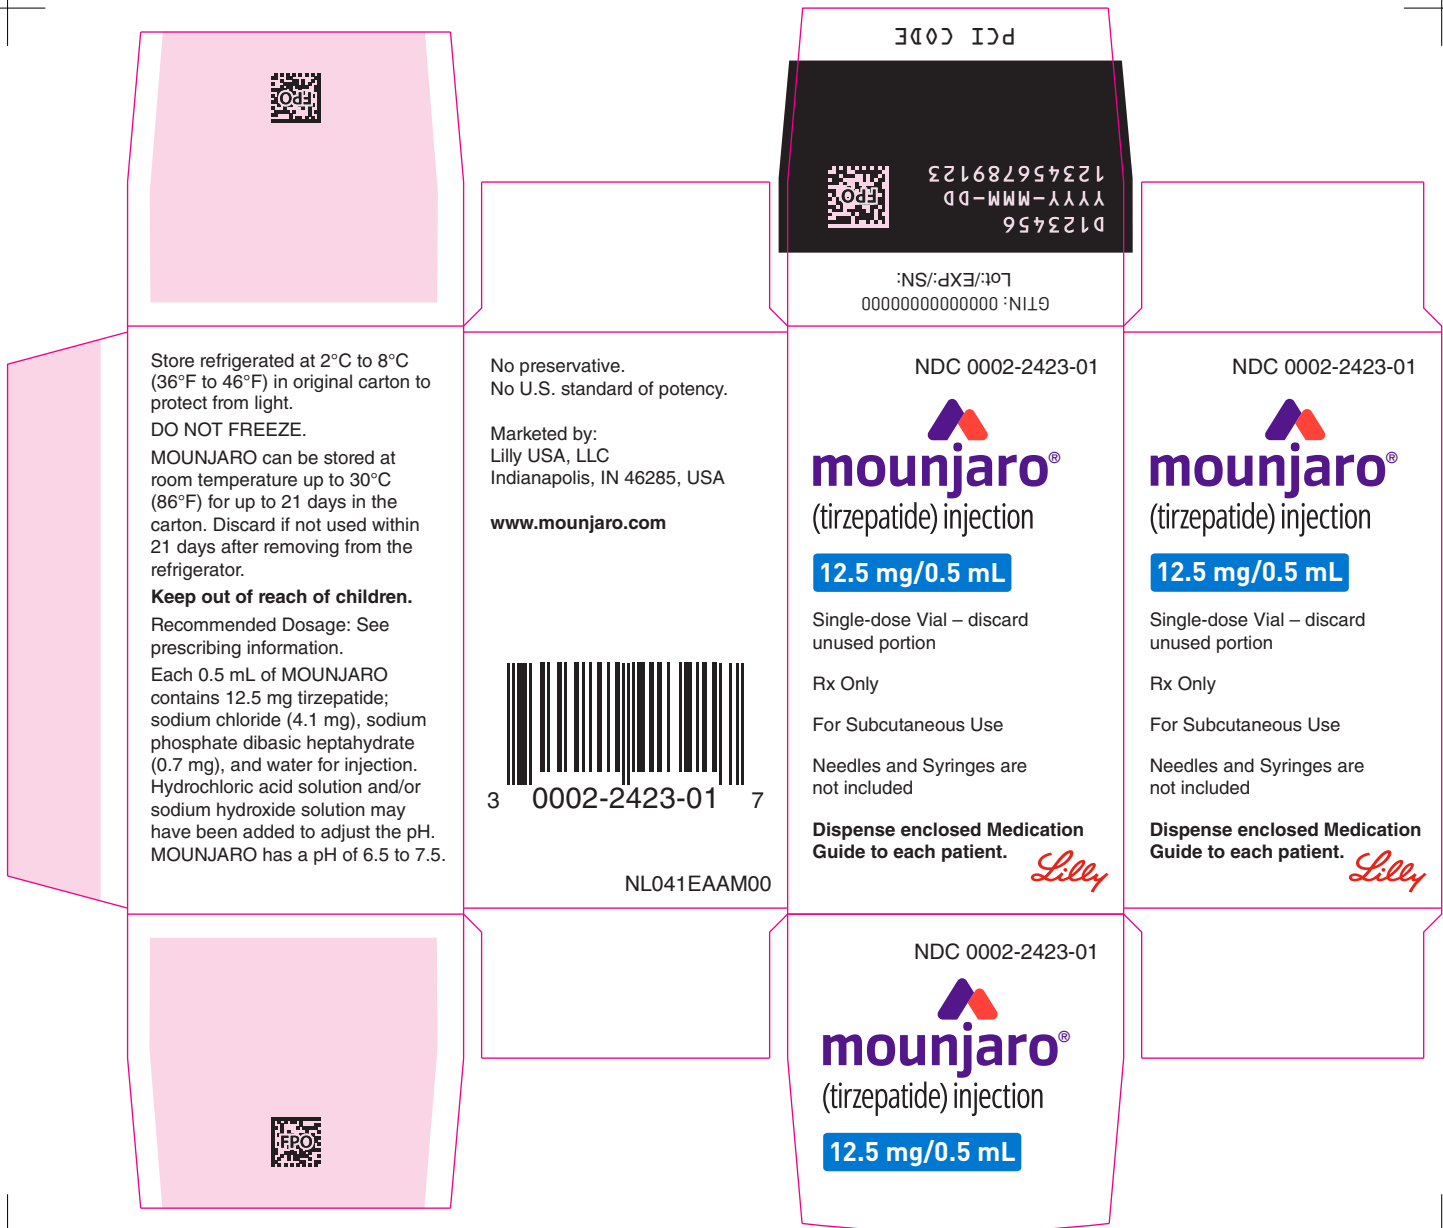 PCI CODE
D123456
YYYY-MMM-DD
123456789123
FPO
Lot:/EXP:/SN:
GTIN: 00000000000000
FPO
Store refrigerated at 2°C to 8°C
(36°F to 46°F) in original carton to
protect from light.
DO NOT FREEZE.
MOUNJARO can be stored at
room temperature up to 30°C
(86°F) for up to 21 days in the
carton. Discard if not used within
21 days after removing from the
refrigerator.
Keep out of reach of children.
Recommended Dosage: See
prescribing information.
Each 0.5 mL of MOUNJARO
contains 12.5 mg tirzepatide;
sodium chloride (4.1 mg), sodium
phosphate dibasic heptahydrate
(0.7 mg), and water for injection.
Hydrochloric acid solution and/or
sodium hydroxide solution may
have been added to adjust the pH.
MOUNJARO has a pH of 6.5 to 7.5.
No preservative.
No U.S. standard of potency.
Marketed by:
Lilly USA, LLC
Indianapolis, IN 46285, USA
www.mounjaro.com
3 0002-2423-01 7
NL041EAAM00
NDC 0002-2423-01
mounjaro®
(tirzepatide) injection
12.5 mg/0.5 mL
Single-dose Vial – discard
unused portion
Rx Only
For Subcutaneous Use
Needles and Syringes are
not included
Dispense enclosed Medication
Guide to each patient.
Lilly
NDC 0002-2423-01
mounjaro®
(tirzepatide) injection
12.5 mg/0.5 mL
Single-dose Vial – discard
unused portion
Rx Only
For Subcutaneous Use
Needles and Syringes are
not included
Dispense enclosed Medication
Guide to each patient.
Lilly
FPO
NDC 0002-2423-01
mounjaro®
(tirzepatide) injection
12.5 mg/0.5 mL